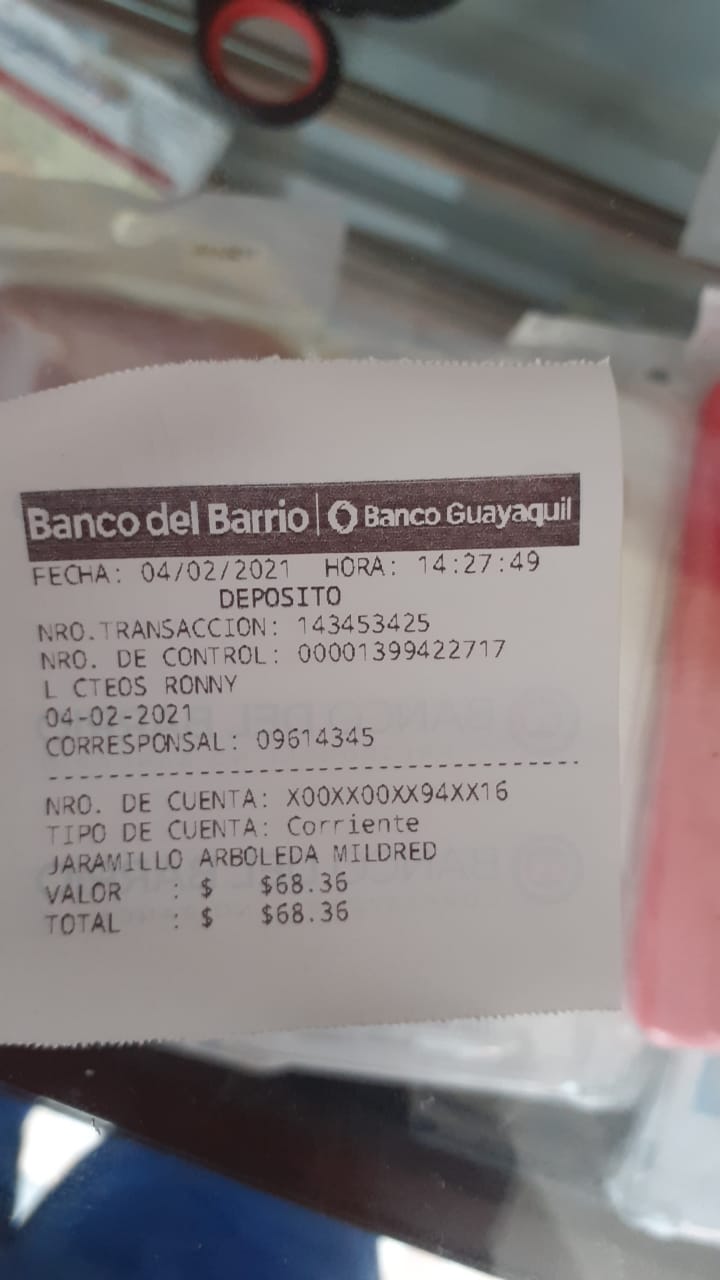 Banco del Barrio | Banco Guayaquil
FECHA: 04/02/2021 HORA: 14:27:49
DEPOSITO
NRO.TRANSACCION: 143453425
NRO. DE CONTROL: 00001399422717
L CTEOS RONNY
04-02-2021
CORRESPONSAL: 09614345
NRO. DE CUENTA: X00XX00XX94XX16
TIPO DE CUENTA: Corriente
JARAMILLO ARBOLEDA MILDRED
VALOR : $ $68.36
TOTAL : $ $68.36